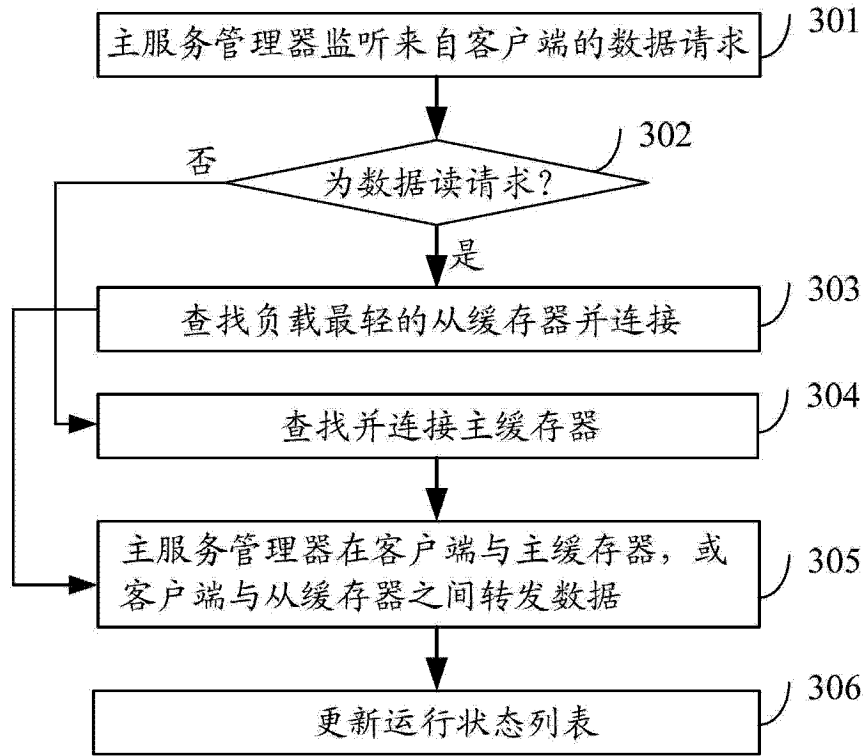 主服务管理器监听来自客户端的数据请求
301
302
否
为数据读请求?
是
303
查找负载最轻的从缓存器并连接
304
查找并连接主缓存器
主服务管理器在客户端与主缓存器，或
客户端与从缓存器之间转发数据
305
306
更新运行状态列表